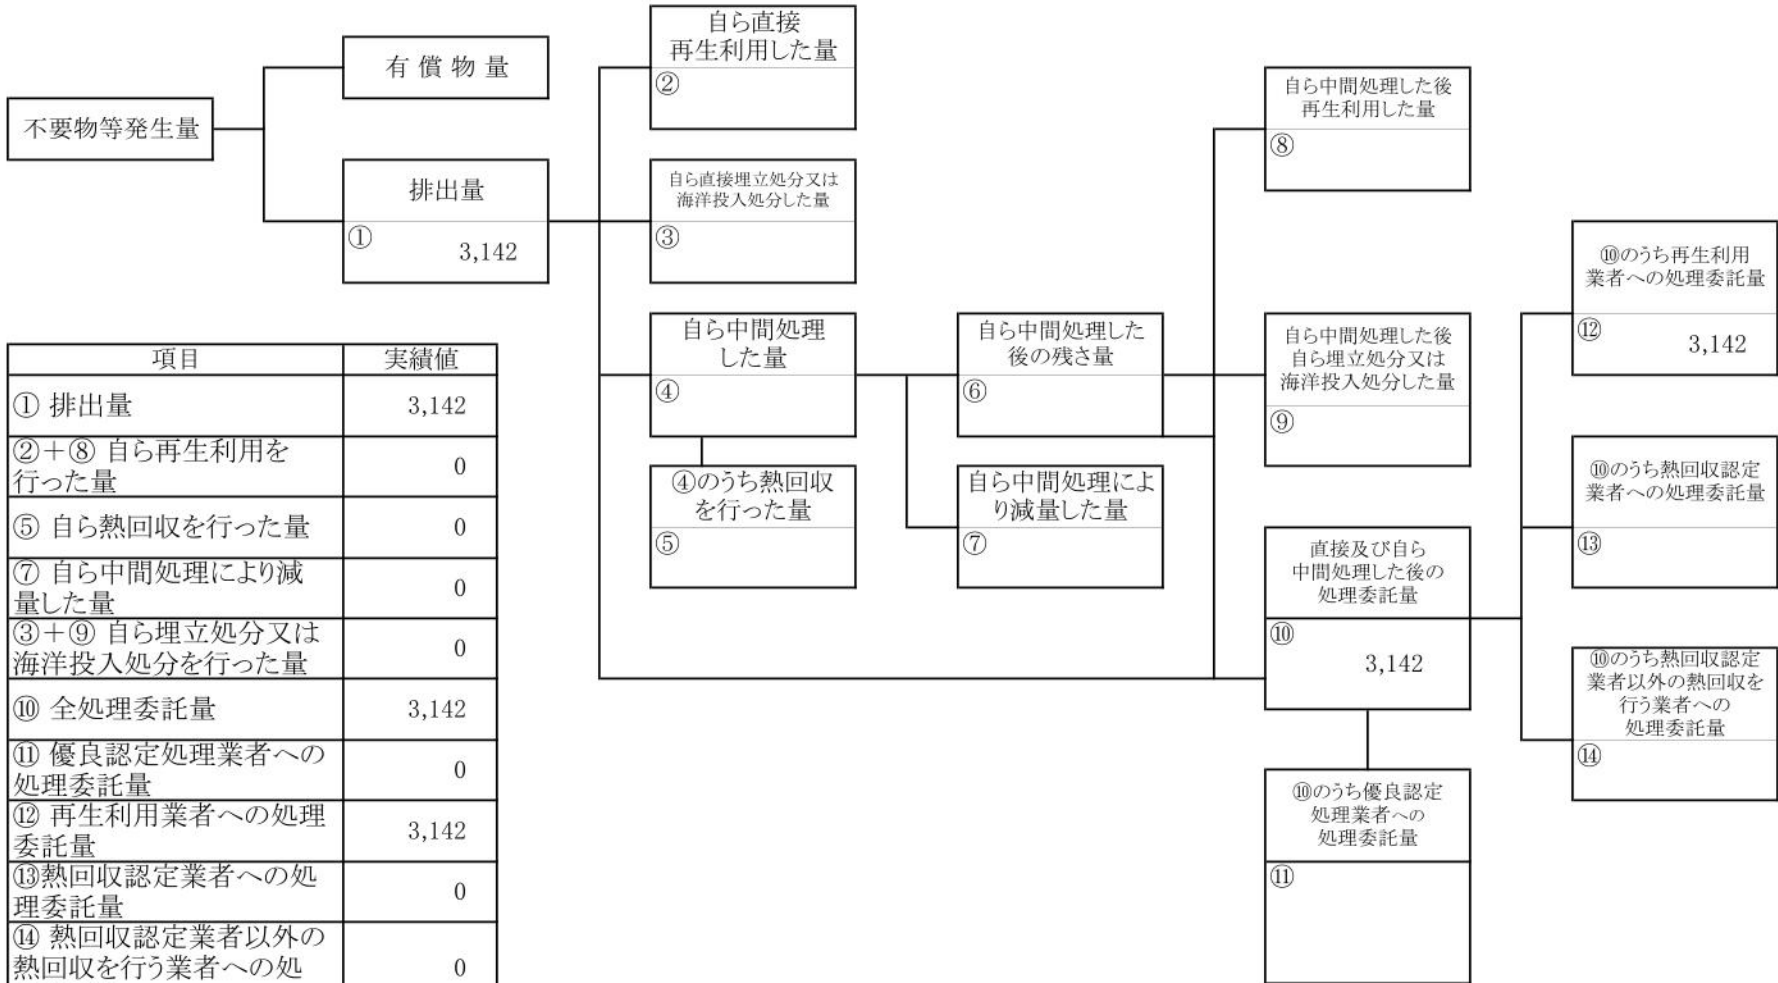 不要物等発生量
有償物量
排出量
①
3,142
自ら直接
再生利用した量
②
自ら直接埋立処分又は
海洋投入処分した量
③
自ら中間処理
した量
④
④のうち熱回収
を行った量
⑤
自ら中間処理した
後の残さ量
⑥
自ら中間処理によ
り減量した量
⑦
自ら中間処理した後
再生利用した量
⑧
自ら中間処理した後
自ら埋立処分又は
海洋投入処分した量
⑨
直接及び自ら
中間処理した後の
処理委託量
⑩
3,142
⑩のうち優良認定
処理業者への
処理委託量
⑪
⑩のうち再生利用
業者への処理委託量
⑫
3,142
⑩のうち熱回収認定
業者への処理委託量
⑬
⑩のうち熱回収認定
業者以外の熱回収を
行う業者への
処理委託量
⑭
項目 実績値
① 排出量 3,142
②＋⑧ 自ら再生利用を
行った量 0
⑤ 自ら熱回収を行った量 0
⑦ 自ら中間処理により減
量した量 0
③＋⑨ 自ら埋立処分又は
海洋投入処分を行った量 0
⑩ 全処理委託量 3,142
⑪ 優良認定処理業者への
処理委託量 0
⑫ 再生利用業者への処理
委託量 3,142
⑬熱回収認定業者への処
理委託量 0
⑭ 熱回収認定業者以外の
熱回収を行う業者への処 0